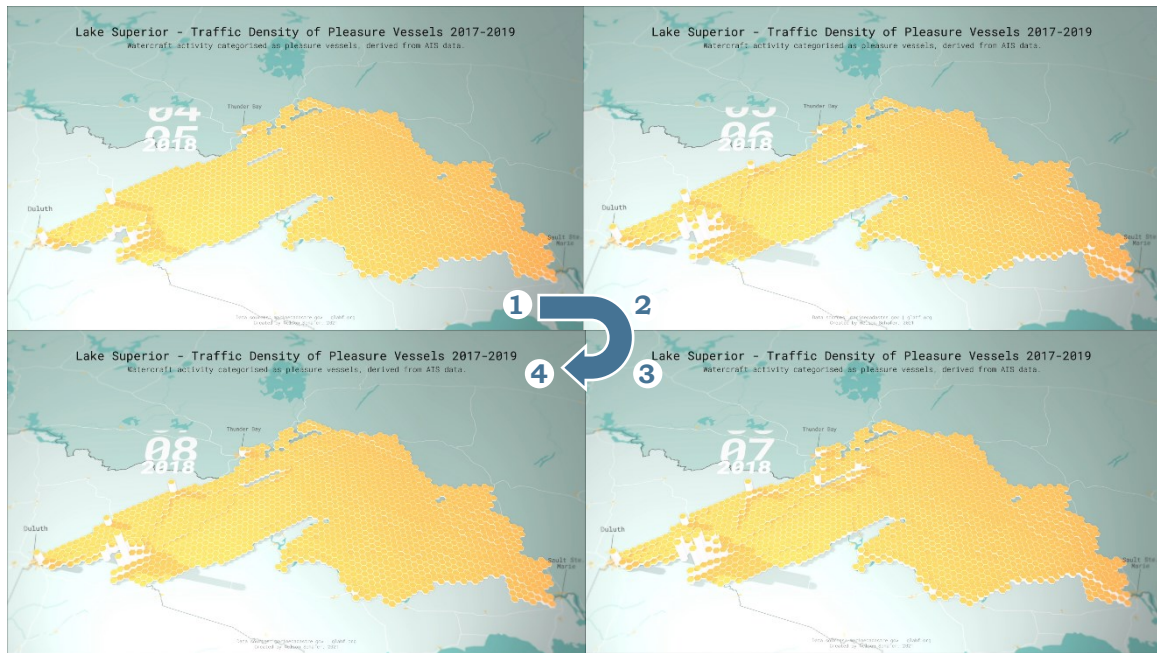 Lake Superior - Traffic Density of Pleasure Vessels 2017-2019
Watercraft activity categorised as pleasure vessels, derived from AIS data.
Thunder Bay
04
05
2018
Duluth
Sault Ste
Marie
Lake Superior - Traffic Density of Pleasure Vessels 2017-2019
Watercraft activity categorised as pleasure vessels, derived from AIS data.
Thunder Bay
05
06
2018
Duluth
Sault Ste
Marie
1
2
4
3
Lake Superior - Traffic Density of Pleasure Vessels 2017-2019
Watercraft activity categorised as pleasure vessels, derived from AIS data.
Thunder Bay
08
2018
Duluth
Sault Ste
Marie
Lake Superior - Traffic Density of Pleasure Vessels 2017-2019
Watercraft activity categorised as pleasure vessels, derived from AIS data.
Thunder Bay
07
2018
Duluth
Sault Ste
Marie